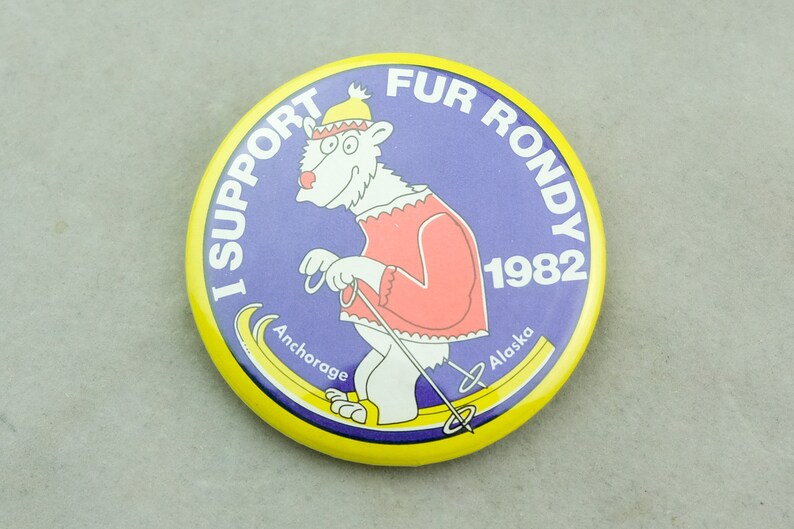 I SUPPORT FUR RONDY
1982
Anchorage Alaska